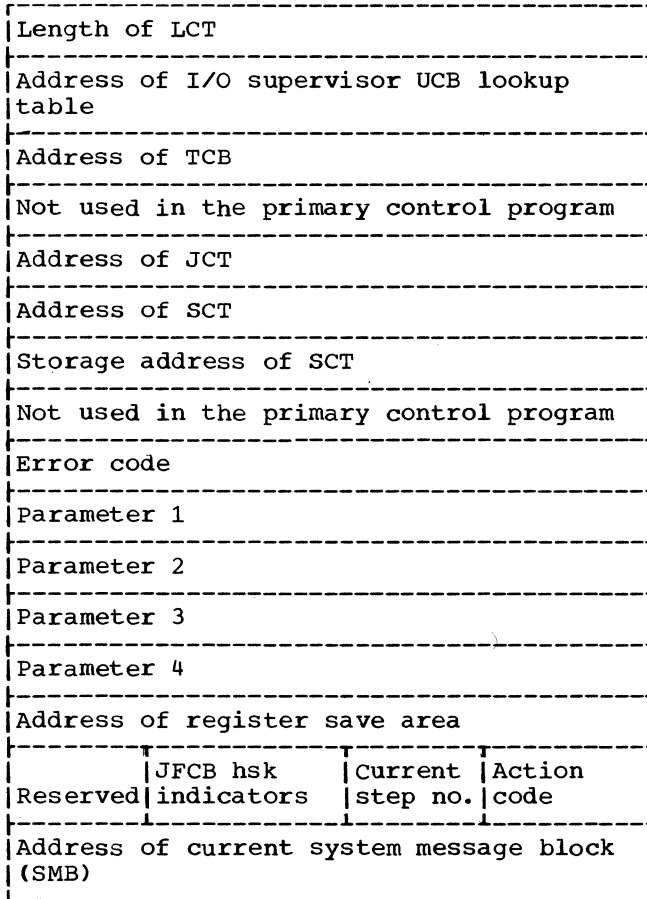 Length of LCT
Address of I/O supervisor UCB lookup
table
Address of TCB
Not used in the primary control program
Address of JCT
Address of SCT
Storage address of SCT
Not used in the primary control program
Error code
Parameter 1
Parameter 2
Parameter 3
Parameter 4
Address of register save area
JFCB hsk Current Action
Reserved indicators step no. code
Address of current system message block
(SMB)